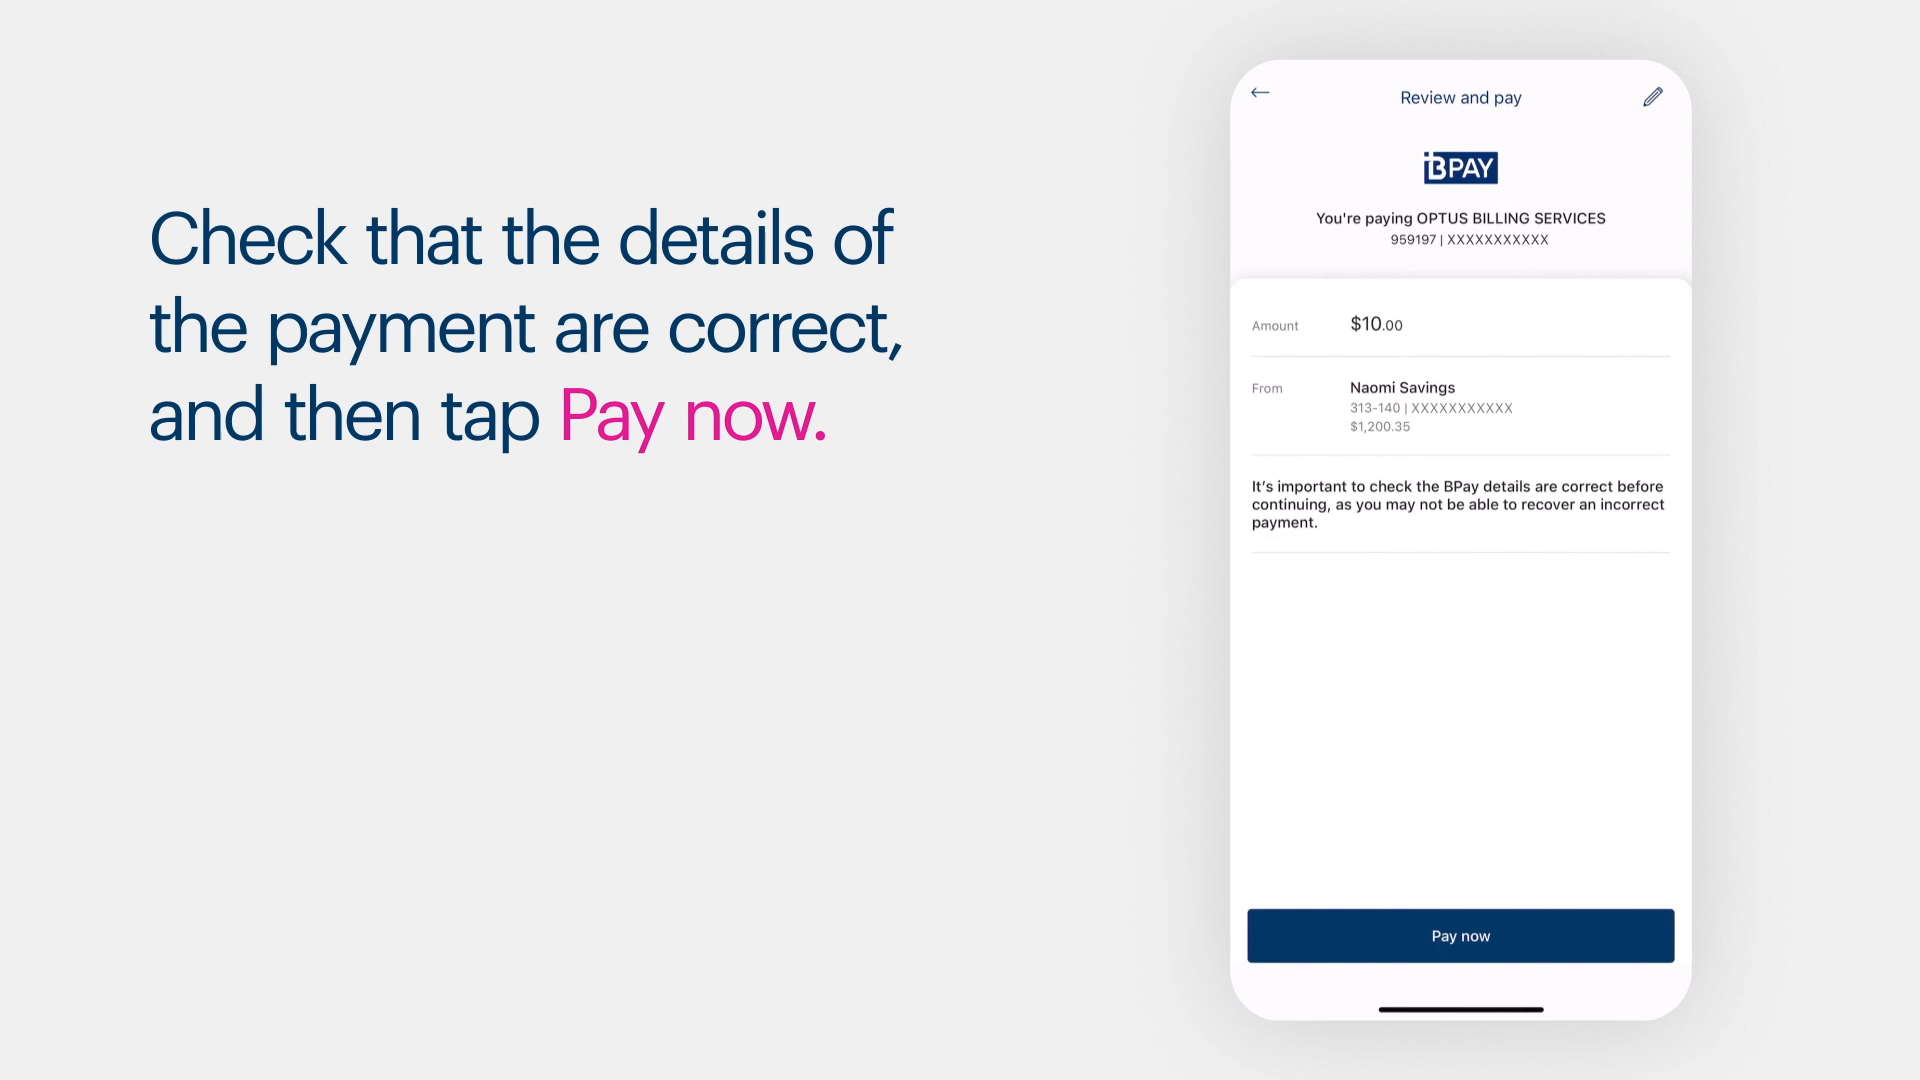 Check that the details of
the payment are correct,
and then tap Pay now.
Review and pay
BPAY
You're paying OPTUS BILLING SERVICES
959197 | XXXXXXXXXXX
Amount $10.00
From Naomi Savings
313-140 | XXXXXXXXXXX
$1,200.35
It’s important to check the BPay details are correct before
continuing, as you may not be able to recover an incorrect
payment.
Pay now